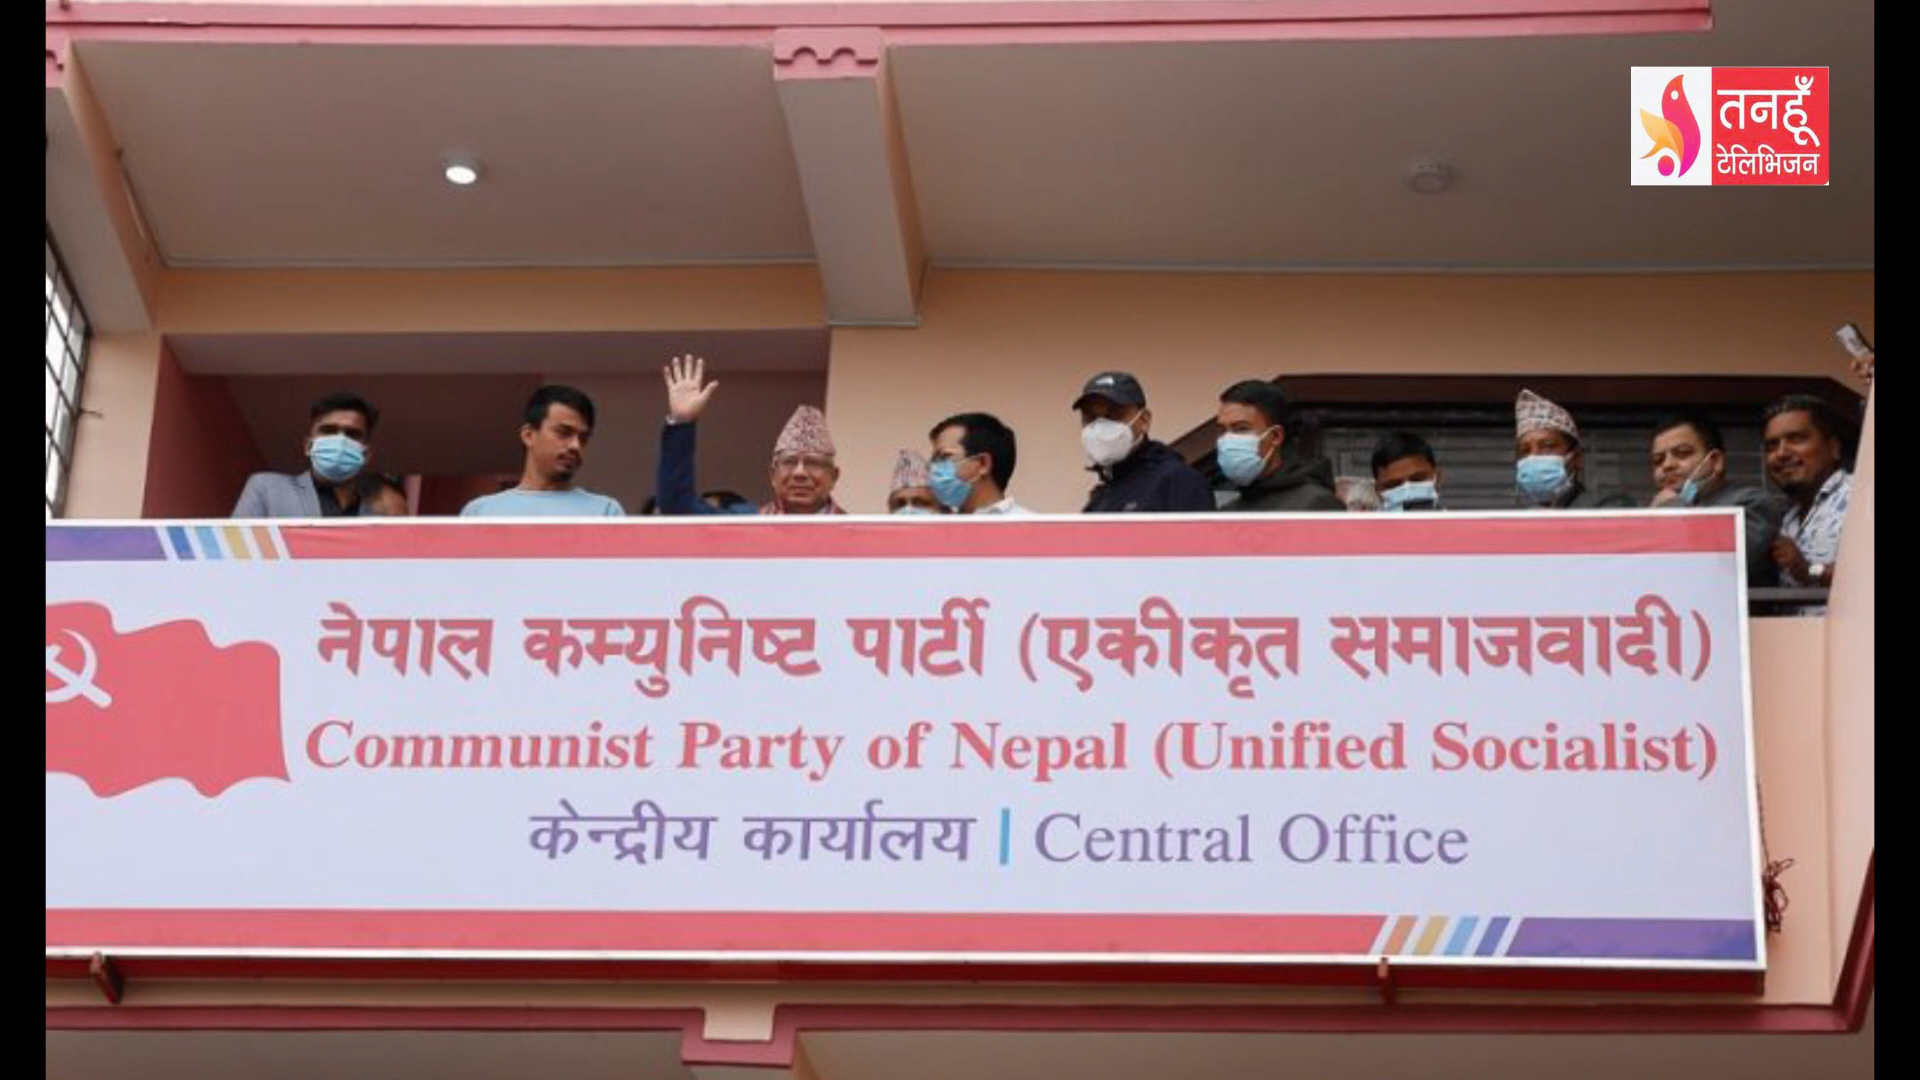 तनहूँ
टेलिभिजन
नेपाल कम्युनिष्ट पार्टी (एकीकृत समाजवादी)
Communist Party of Nepal (Unified Socialist)
केन्द्रीय कार्यालय | Central Office